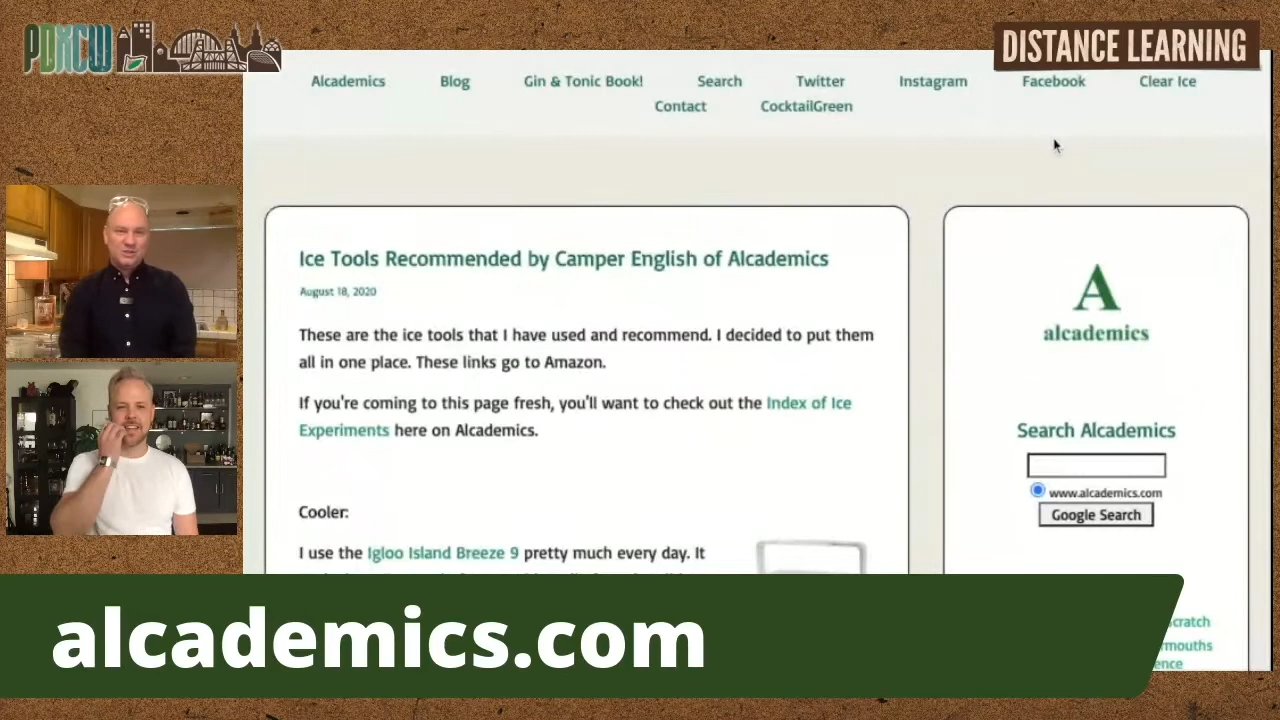 PDXCW
DISTANCE LEARNING
Alcademics Blog Gin & Tonic Book! Search Twitter Instagram Facebook Clear Ice
Contact CocktailGreen
Ice Tools Recommended by Camper English of Alcademics
August 18, 2020
These are the ice tools that I have used and recommend. I decided to put them
all in one place. These links go to Amazon.
If you're coming to this page fresh, you'll want to check out the Index of Ice
Experiments here on Alcademics.
Cooler:
I use the Igloo Island Breeze 9 pretty much every day. It
A
alcademics
Search Alcademics
www.alcademics.com
Google Search
alcademics.com